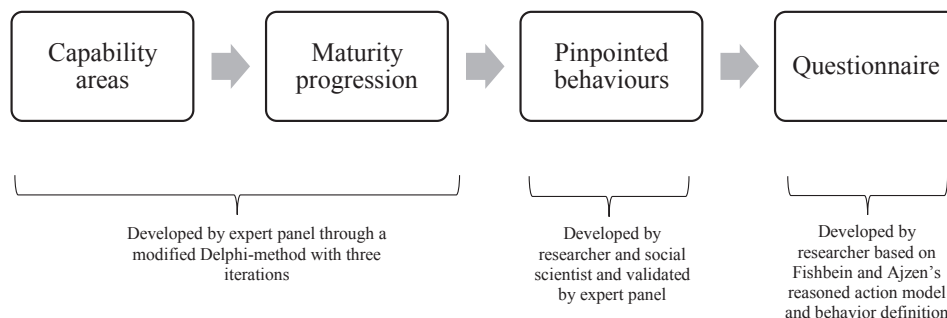 Capability
areas
Maturity
progression
Pinpointed
behaviours
Questionnaire
Developed by expert panel through a
modified Delphi-method with three
iterations
Developed by
researcher and social
scientist and validated
by expert panel
Developed by
researcher based on
Fishbein and Ajzen’s
reasoned action model
and behavior definition